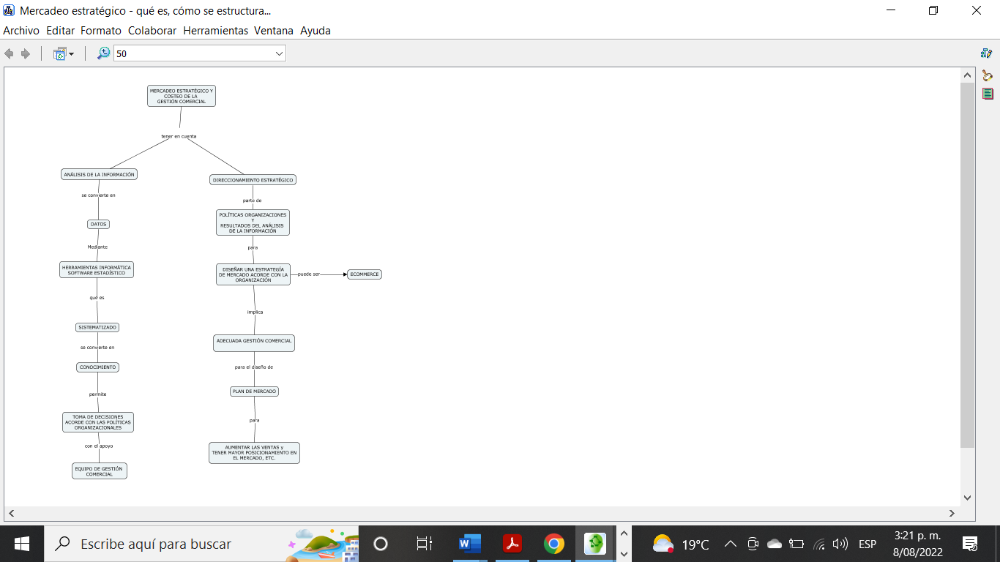 Mercadeo estratégico - qué es, cómo se estructura...
Archivo Editar Formato Colaborar Herramientas Ventana Ayuda
50
MERCADEO ESTRATÉGICO Y
COSTEO DE LA
GESTIÓN COMERCIAL
tener en cuenta
ANÁLISIS DE LA INFORMACIÓN
se convierte en
DATOS
Mediante
HERRAMIENTAS INFORMÁTICA
SOFTWARE ESTADÍSTICO
que es
SISTEMATIZADO
se convierte en
CONOCIMIENTO
permite
TOMA DE DECISIONES
ACORDE CON LAS POLÍTICAS
ORGANIZACIONALES
con el apoyo
EQUIPO DE GESTIÓN
COMERCIAL
DIRECCIONAMIENTO ESTRATÉGICO
parte de
POLÍTICAS ORGANIZACIONES
Y
RESULTADOS DEL ANÁLISIS
DE LA INFORMACIÓN
para
DISEÑAR UNA ESTRATEGÍA
DE MERCADO ACORDE CON LA
ORGANIZACIÓN
puede ser
ECOMMERCE
implica
ADECUADA GESTIÓN COMERCIAL
para el diseño de
PLAN DE MERCADO
para
AUMENTAR LAS VENTAS y
TENER MAYOR POSICIONAMIENTO EN
EL MERCADO, ETC.
Escribe aquí para buscar
19°C
ESP
3:21 p. m.
8/08/2022